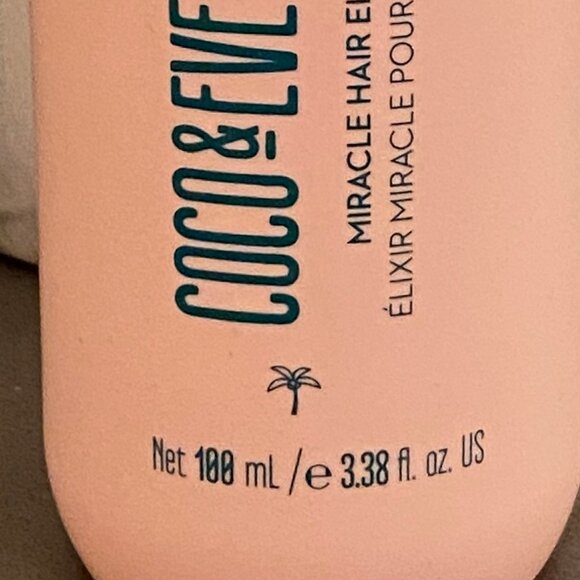 COCO & EVE
MIRACLE HAIR
ÉLIXIR MIRACLE POUR
Net 100 mL / e 3.38 fl. oz. US